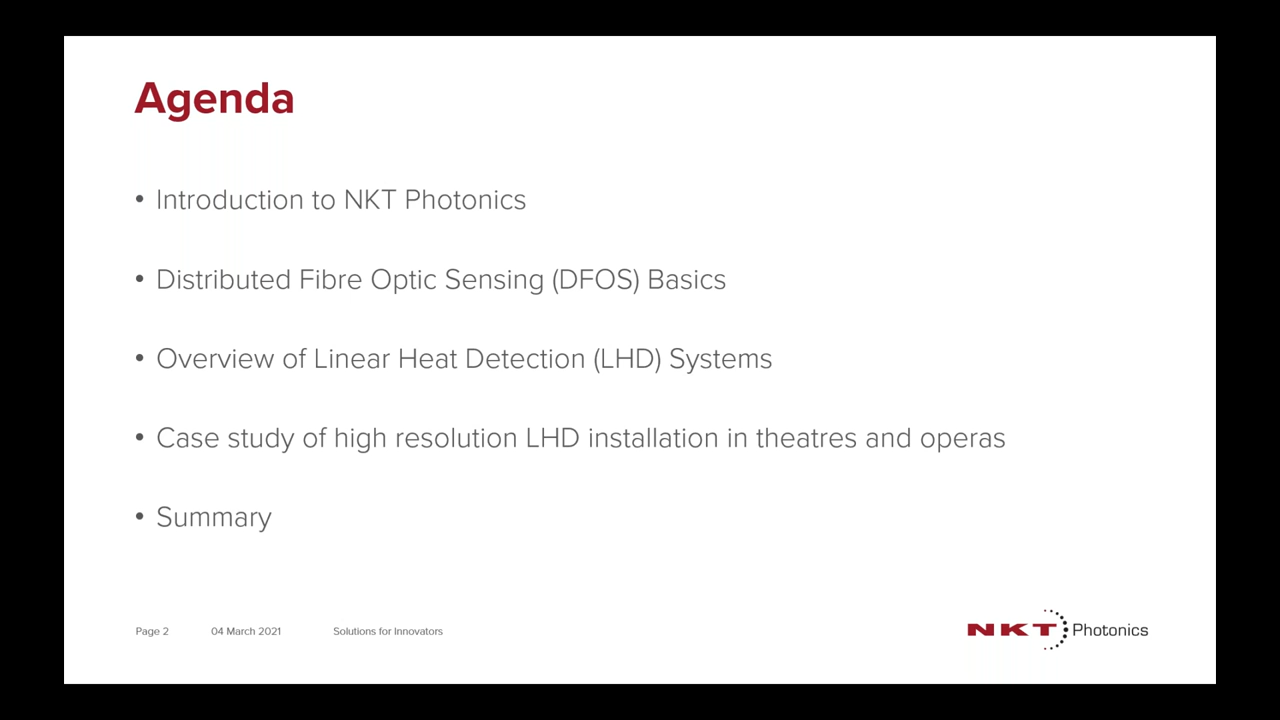 Agenda
• Introduction to NKT Photonics
• Distributed Fibre Optic Sensing (DFOS) Basics
• Overview of Linear Heat Detection (LHD) Systems
• Case study of high resolution LHD installation in theatres and operas
• Summary
Page 2 04 March 2021 Solutions for Innovators
NKT Photonics